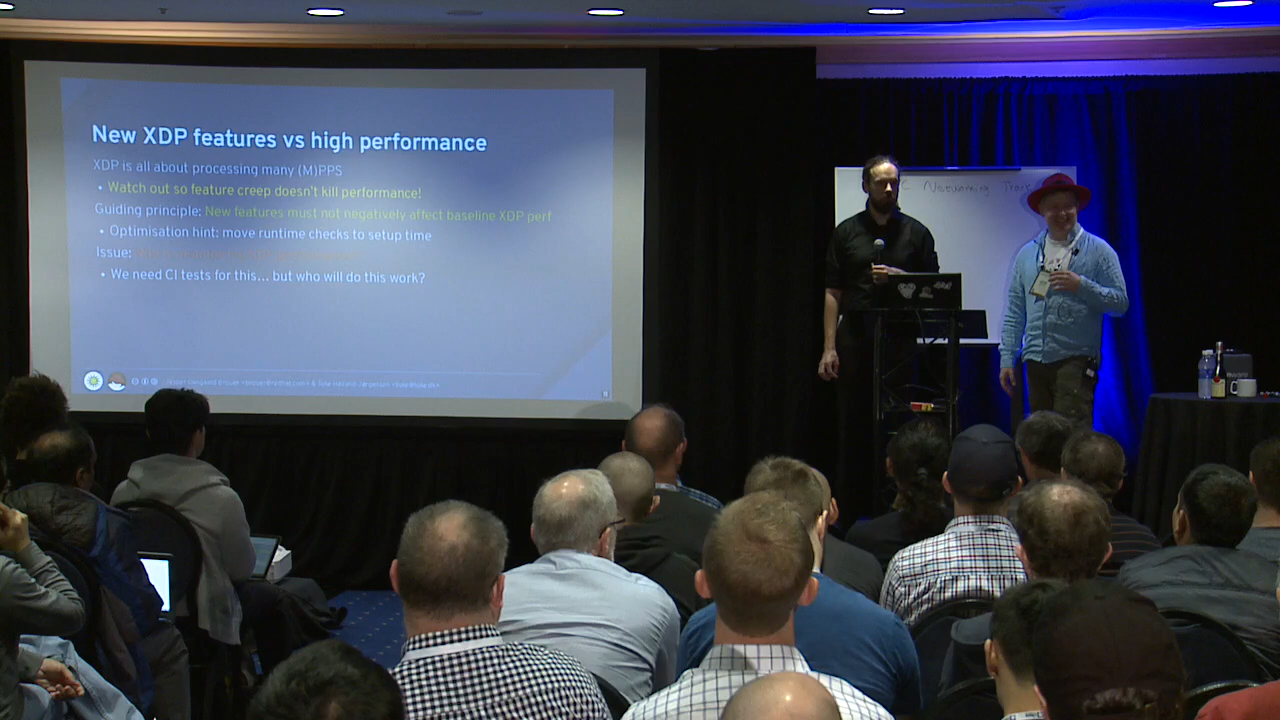 New XDP features vs high performance
XDP is all about processing many (M)PPS
• Watch out so feature creep doesn't kill performance!
Guiding principle: New features must not negatively affect baseline XDP perf
• Optimisation hint: move runtime checks to setup time
Issue:
• We need CI tests for this... but who will do this work?
Networking